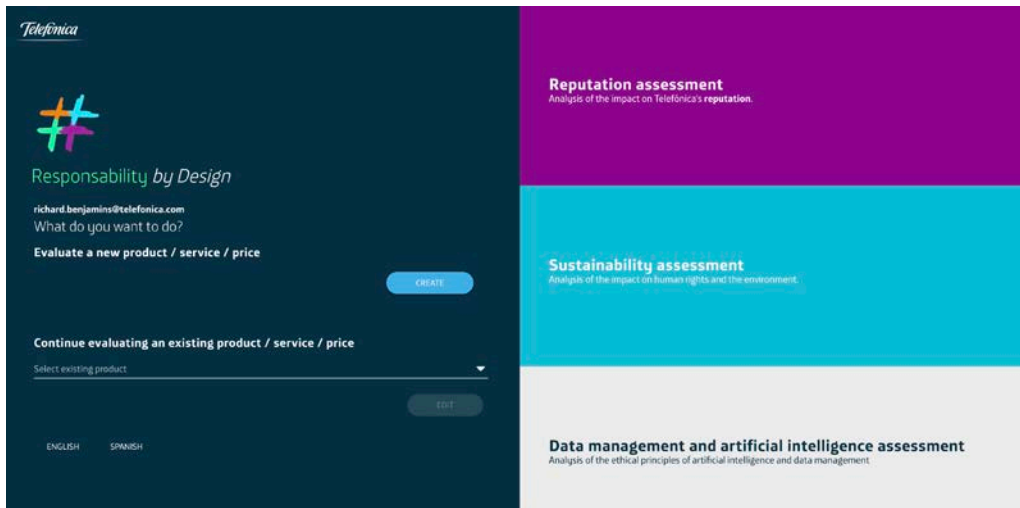 Telefónica
Responsability by Design
richard.benjamins@telefonica.com
What do you want to do?
Evaluate a new product / service / price
CREATE
Continue evaluating an existing product / service / price
Select existing product
EDIT
ENGLISH SPANISH
Reputation assessment
Analysis of the impact on Telefónica's reputation.
Sustainability assessment
Analysis of the impact on human rights and the environment.
Data management and artificial intelligence assessment
Analysis of the ethical principles of artificial intelligence and data management